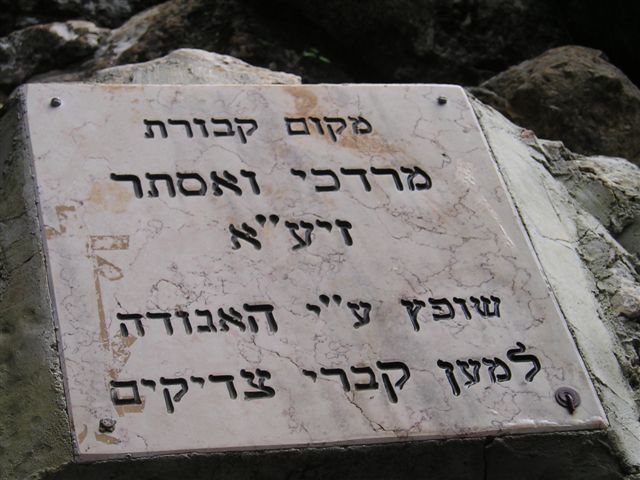 מקום קבורת
מרדכי ואסתר
זיע"א
שופץ ע"י האגודה
למען קברי צדיקים